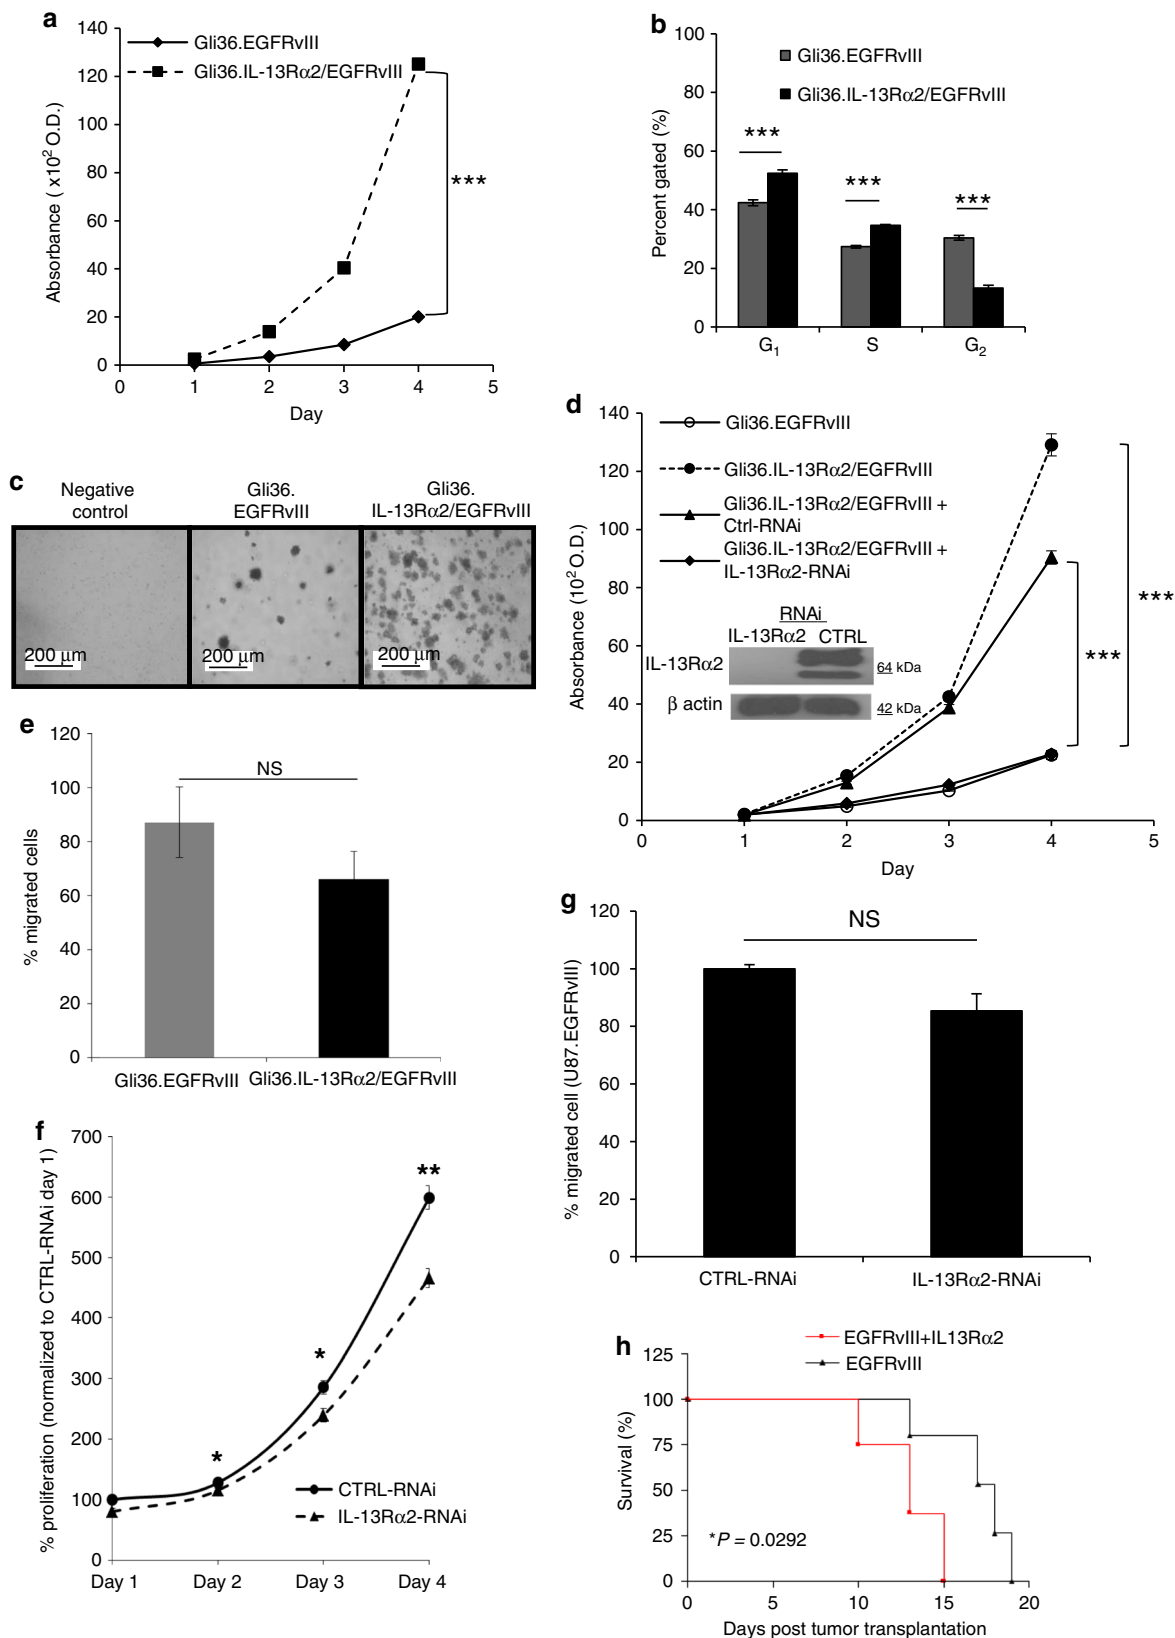 a
140
120
100
80
60
40
20
0
Absorbance ( x10² O.D.)
Gli36.EGFRvIII
Gli36.IL-13Rα2/EGFRvIII
***
0 1 2 3 4 5
Day
b
100
80
60
40
20
0
Percent gated (%)
Gli36.EGFRvIII
Gli36.IL-13Rα2/EGFRvIII
***
***
***
G₁ S G₂
c
Negative
control
Gli36.
EGFRvIII
Gli36.
IL-13Rα2/EGFRvIII
200 µm
200 µm
200 µm
d
140
120
100
80
60
40
20
0
Absorbance (10² O.D.)
Gli36.EGFRvIII
Gli36.IL-13Rα2/EGFRvIII
Gli36.IL-13Rα2/EGFRvIII +
Ctrl-RNAi
Gli36.IL-13Rα2/EGFRvIII +
IL-13Rα2-RNAi
RNAi
IL-13Rα2 CTRL
IL-13Rα2
64 kDa
β actin
42 kDa
***
***
0 1 2 3 4 5
Day
e
120
100
80
60
40
20
0
% migrated cells
NS
Gli36.EGFRvIII Gli36.IL-13Rα2/EGFRvIII
f
700
600
500
400
300
200
100
0
% proliferation (normalized to CTRL-RNAi day 1)
*
*
**
CTRL-RNAi
IL-13Rα2-RNAi
Day 1 Day 2 Day 3 Day 4
g
120
100
80
60
40
20
0
% migrated cell (U87.EGFRvIII)
NS
CTRL-RNAi IL-13Rα2-RNAi
h
EGFRvIII+IL13Rα2
EGFRvIII
125
100
75
50
25
0
Survival (%)
*P = 0.0292
0 5 10 15 20
Days post tumor transplantation